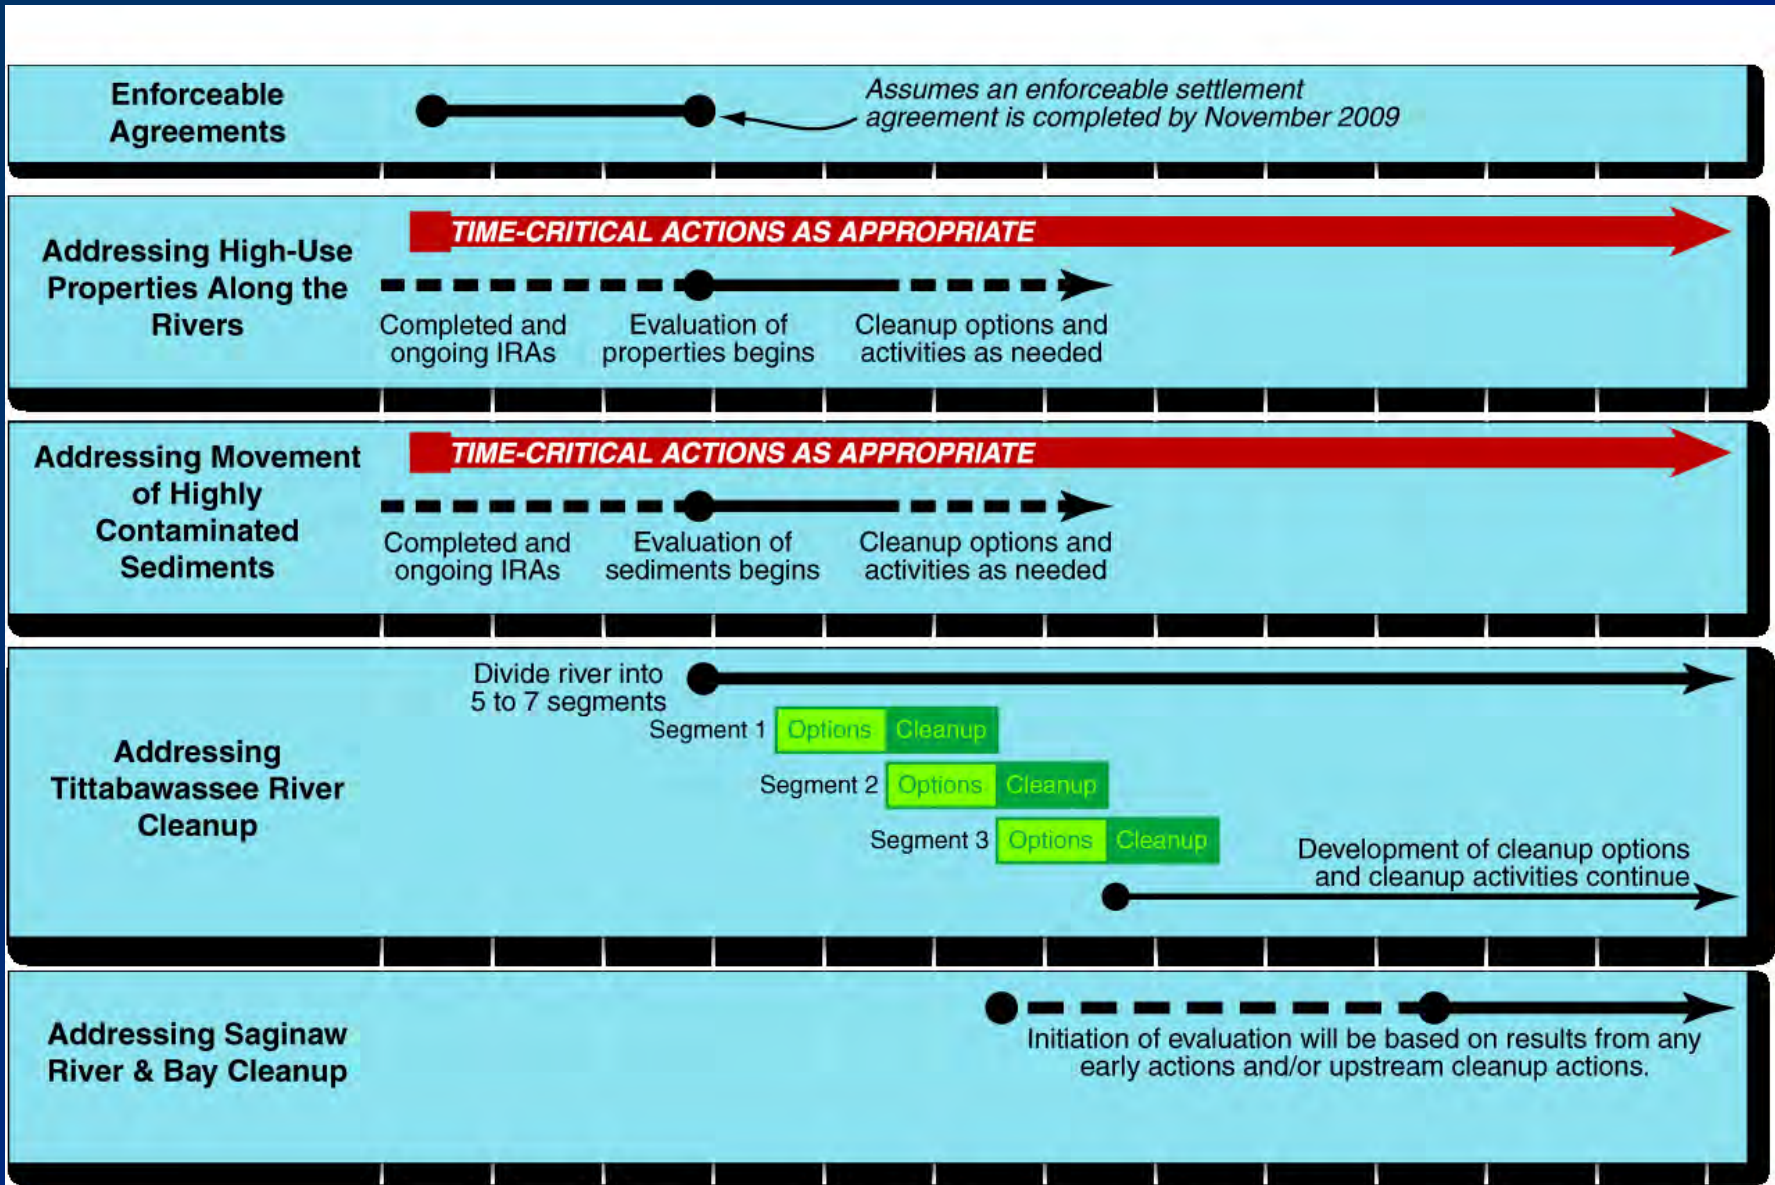 Enforceable
Agreements
Assumes an enforceable settlement
agreement is completed by November 2009
Addressing High-Use
Properties Along the
Rivers
TIME-CRITICAL ACTIONS AS APPROPRIATE
Completed and
ongoing IRAs
Evaluation of
properties begins
Cleanup options and
activities as needed
Addressing Movement
of Highly
Contaminated
Sediments
TIME-CRITICAL ACTIONS AS APPROPRIATE
Completed and
ongoing IRAs
Evaluation of
sediments begins
Cleanup options and
activities as needed
Addressing
Tittabawassee River
Cleanup
Divide river into
5 to 7 segments
Segment 1 Options Cleanup
Segment 2 Options Cleanup
Segment 3 Options Cleanup
Development of cleanup options
and cleanup activities continue
Addressing Saginaw
River & Bay Cleanup
Initiation of evaluation will be based on results from any
early actions and/or upstream cleanup actions.